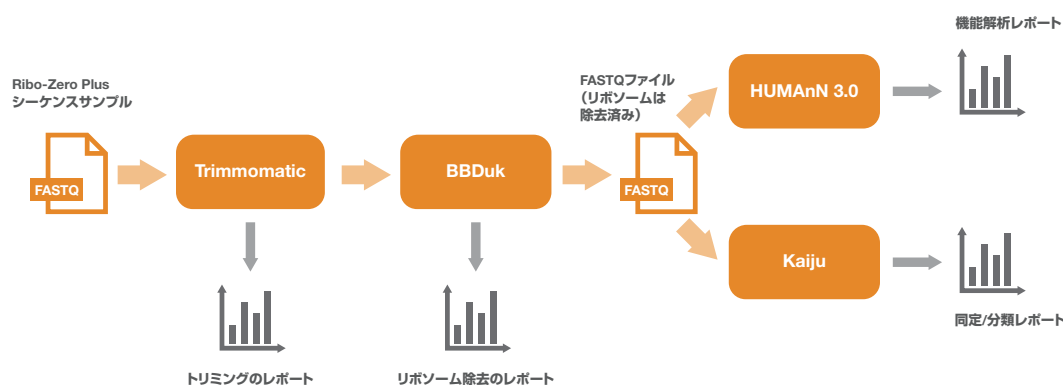 Ribo-Zero Plus
シーケンスサンプル
FASTQ
Trimmomatic
トリミングのレポート
BBDuk
リボソーム除去のレポート
FASTQファイル
（リボソームは
除去済み）
FASTQ
HUMAnN 3.0
機能解析レポート
Kaiju
同定/分類レポート